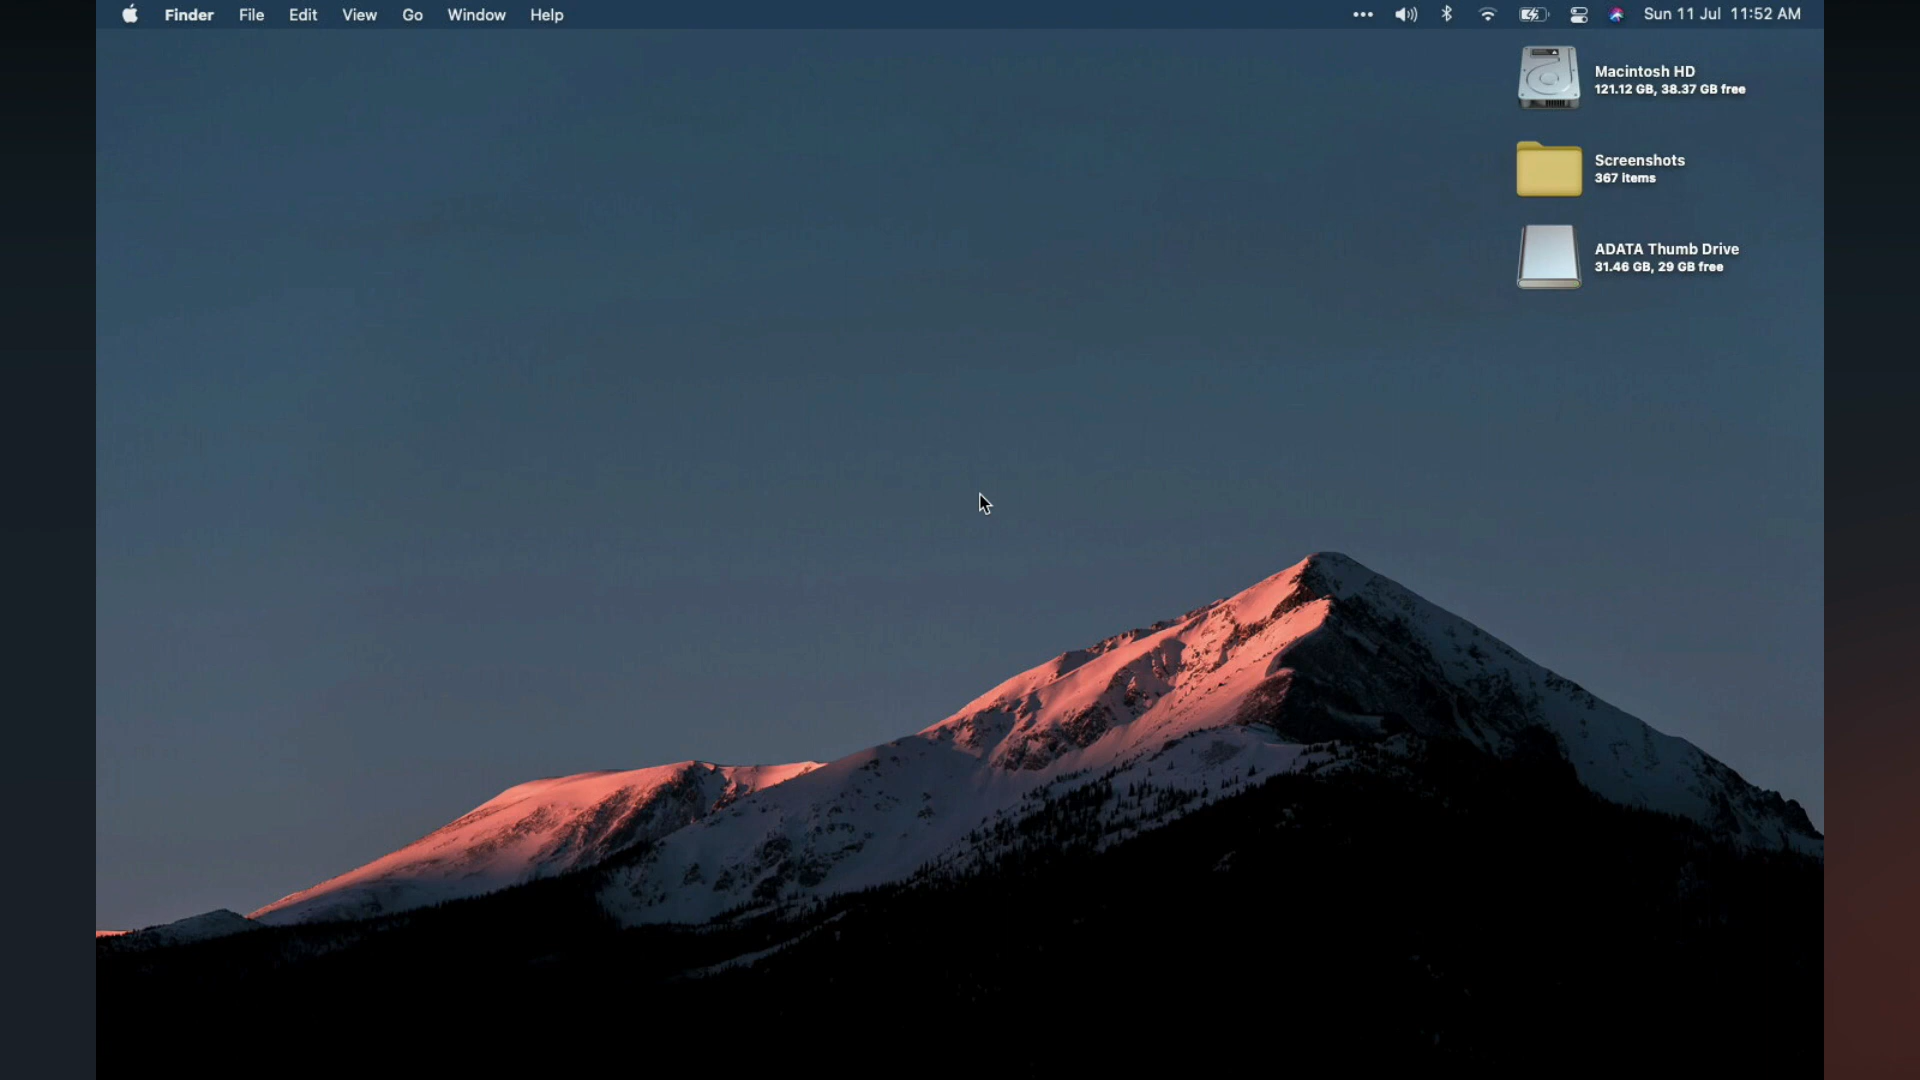 Finder File Edit View Go Window Help Sun 11 Jul 11:52 AM
Macintosh HD
121.12 GB, 38.37 GB free
Screenshots
367 items
ADATA Thumb Drive
31.46 GB, 29 GB free